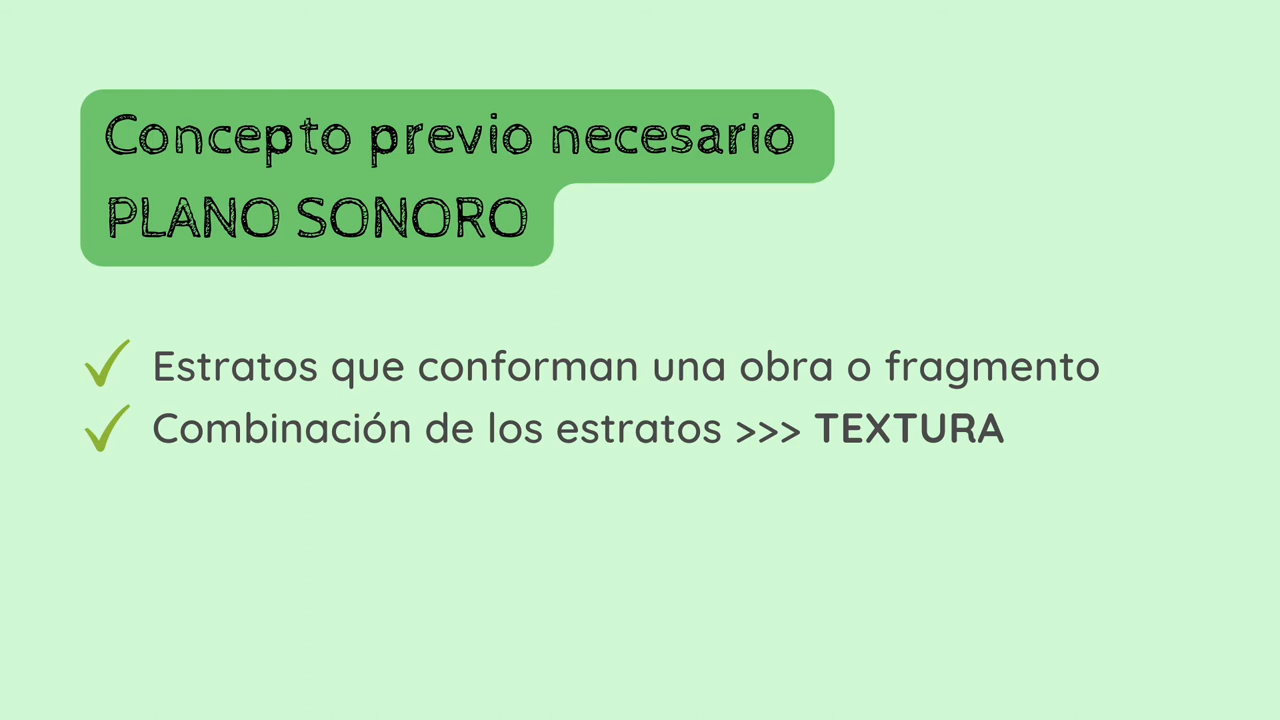 Concepto previo necesario
PLANO SONORO
Estratos que conforman una obra o fragmento
Combinación de los estratos >>> TEXTURA